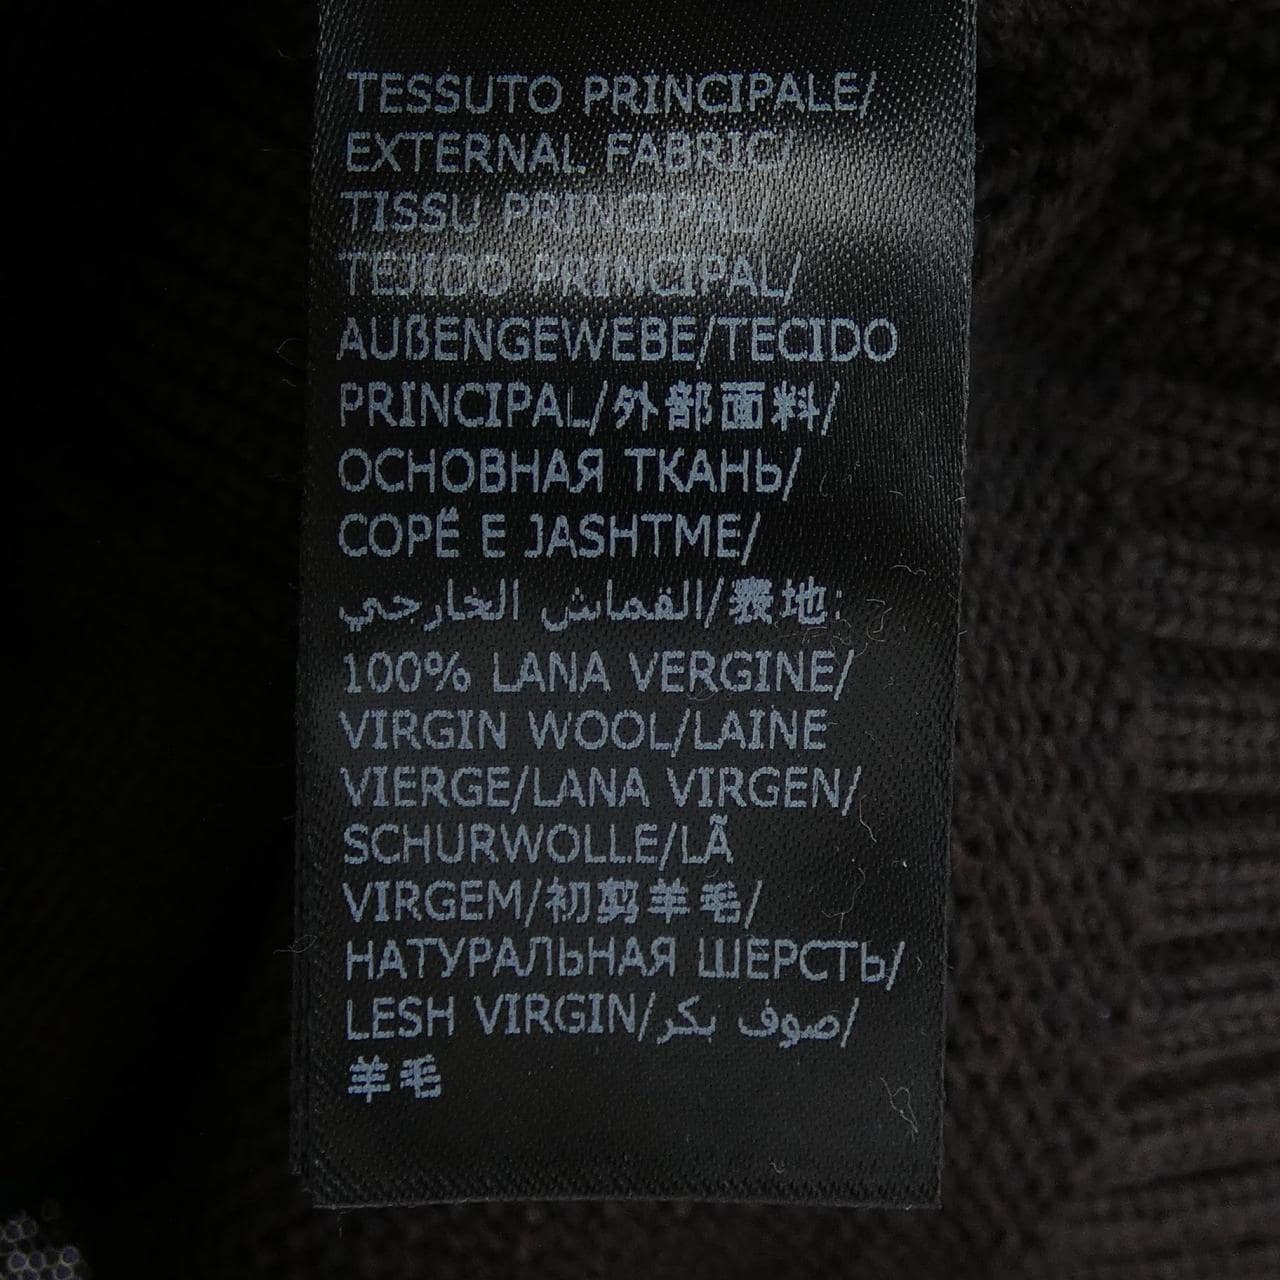 TESSUTO PRINCIPALE/
EXTERNAL FABRIC/
TISSU PRINCIPAL/
TEJIDO PRINCIPAL/
AUßENGEWEBE/TECIDO
PRINCIPAL/外部面料/
ОСНОВНАЯ ТКАНЬ/
COPË E JASHTME/
القماش الخارجي/表地:
100% LANA VERGINE/
VIRGIN WOOL/LAINE
VIERGE/LANA VIRGEN/
SCHURWOLLE/LÃ
VIRGEM/初剪羊毛/
НАТУРАЛЬНАЯ ШЕРСТЬ/
LESH VIRGIN/صوف بكر/
羊毛